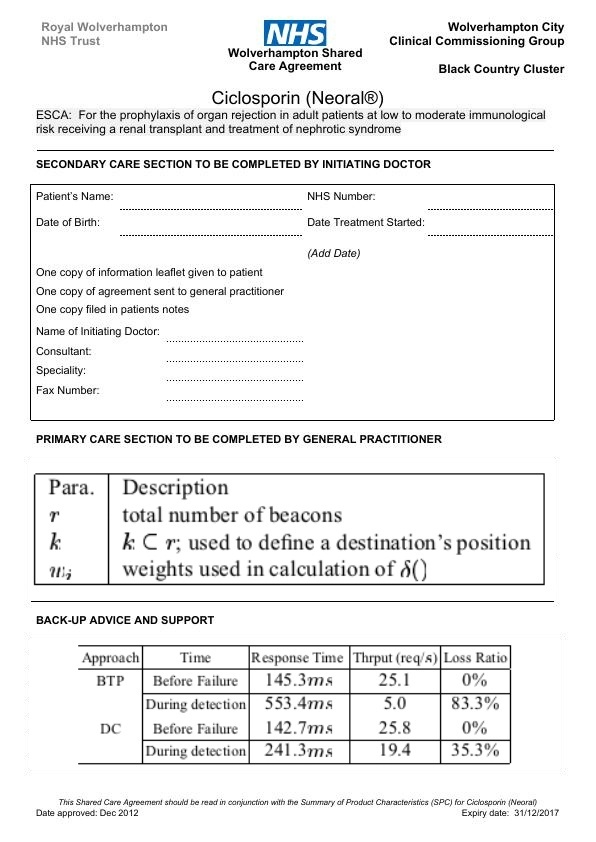 Royal Wolverhampton
NHS Trust
NHS
Wolverhampton Shared
Care Agreement
Wolverhampton City
Clinical Commissioning Group
Black Country Cluster
Ciclosporin (Neoral®)
ESCA:  For the prophylaxis of organ rejection in adult patients at low to moderate immunological
risk receiving a renal transplant and treatment of nephrotic syndrome
SECONDARY CARE SECTION TO BE COMPLETED BY INITIATING DOCTOR
Patient's Name: NHS Number:
Date of Birth: Date Treatment Started:
(Add Date)
One copy of information leaflet given to patient
One copy of agreement sent to general practitioner
One copy filed in patients notes
Name of Initiating Doctor:
Consultant:
Speciality:
Fax Number:
PRIMARY CARE SECTION TO BE COMPLETED BY GENERAL PRACTITIONER
Para. Description
r total number of beacons
k k ⊂ r; used to define a destination's position
w_i weights used in calculation of δ()
BACK-UP ADVICE AND SUPPORT
Approach Time Response Time Thrput (req/s) Loss Ratio
BTP Before Failure 145.3ms 25.1 0%
During detection 553.4ms 5.0 83.3%
DC Before Failure 142.7ms 25.8 0%
During detection 241.3ms 19.4 35.3%
This Shared Care Agreement should be read in conjunction with the Summary of Product Characteristics (SPC) for Ciclosporin (Neoral)
Date approved: Dec 2012 Expiry date:  31/12/2017